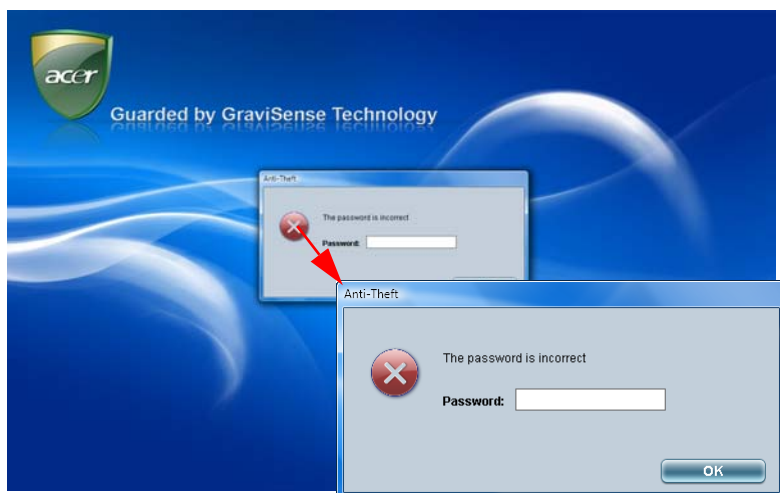 acer
Guarded by GraviSense Technology
Anti-Theft
The password is incorrect
Password:
Anti-Theft
The password is incorrect
Password:
OK